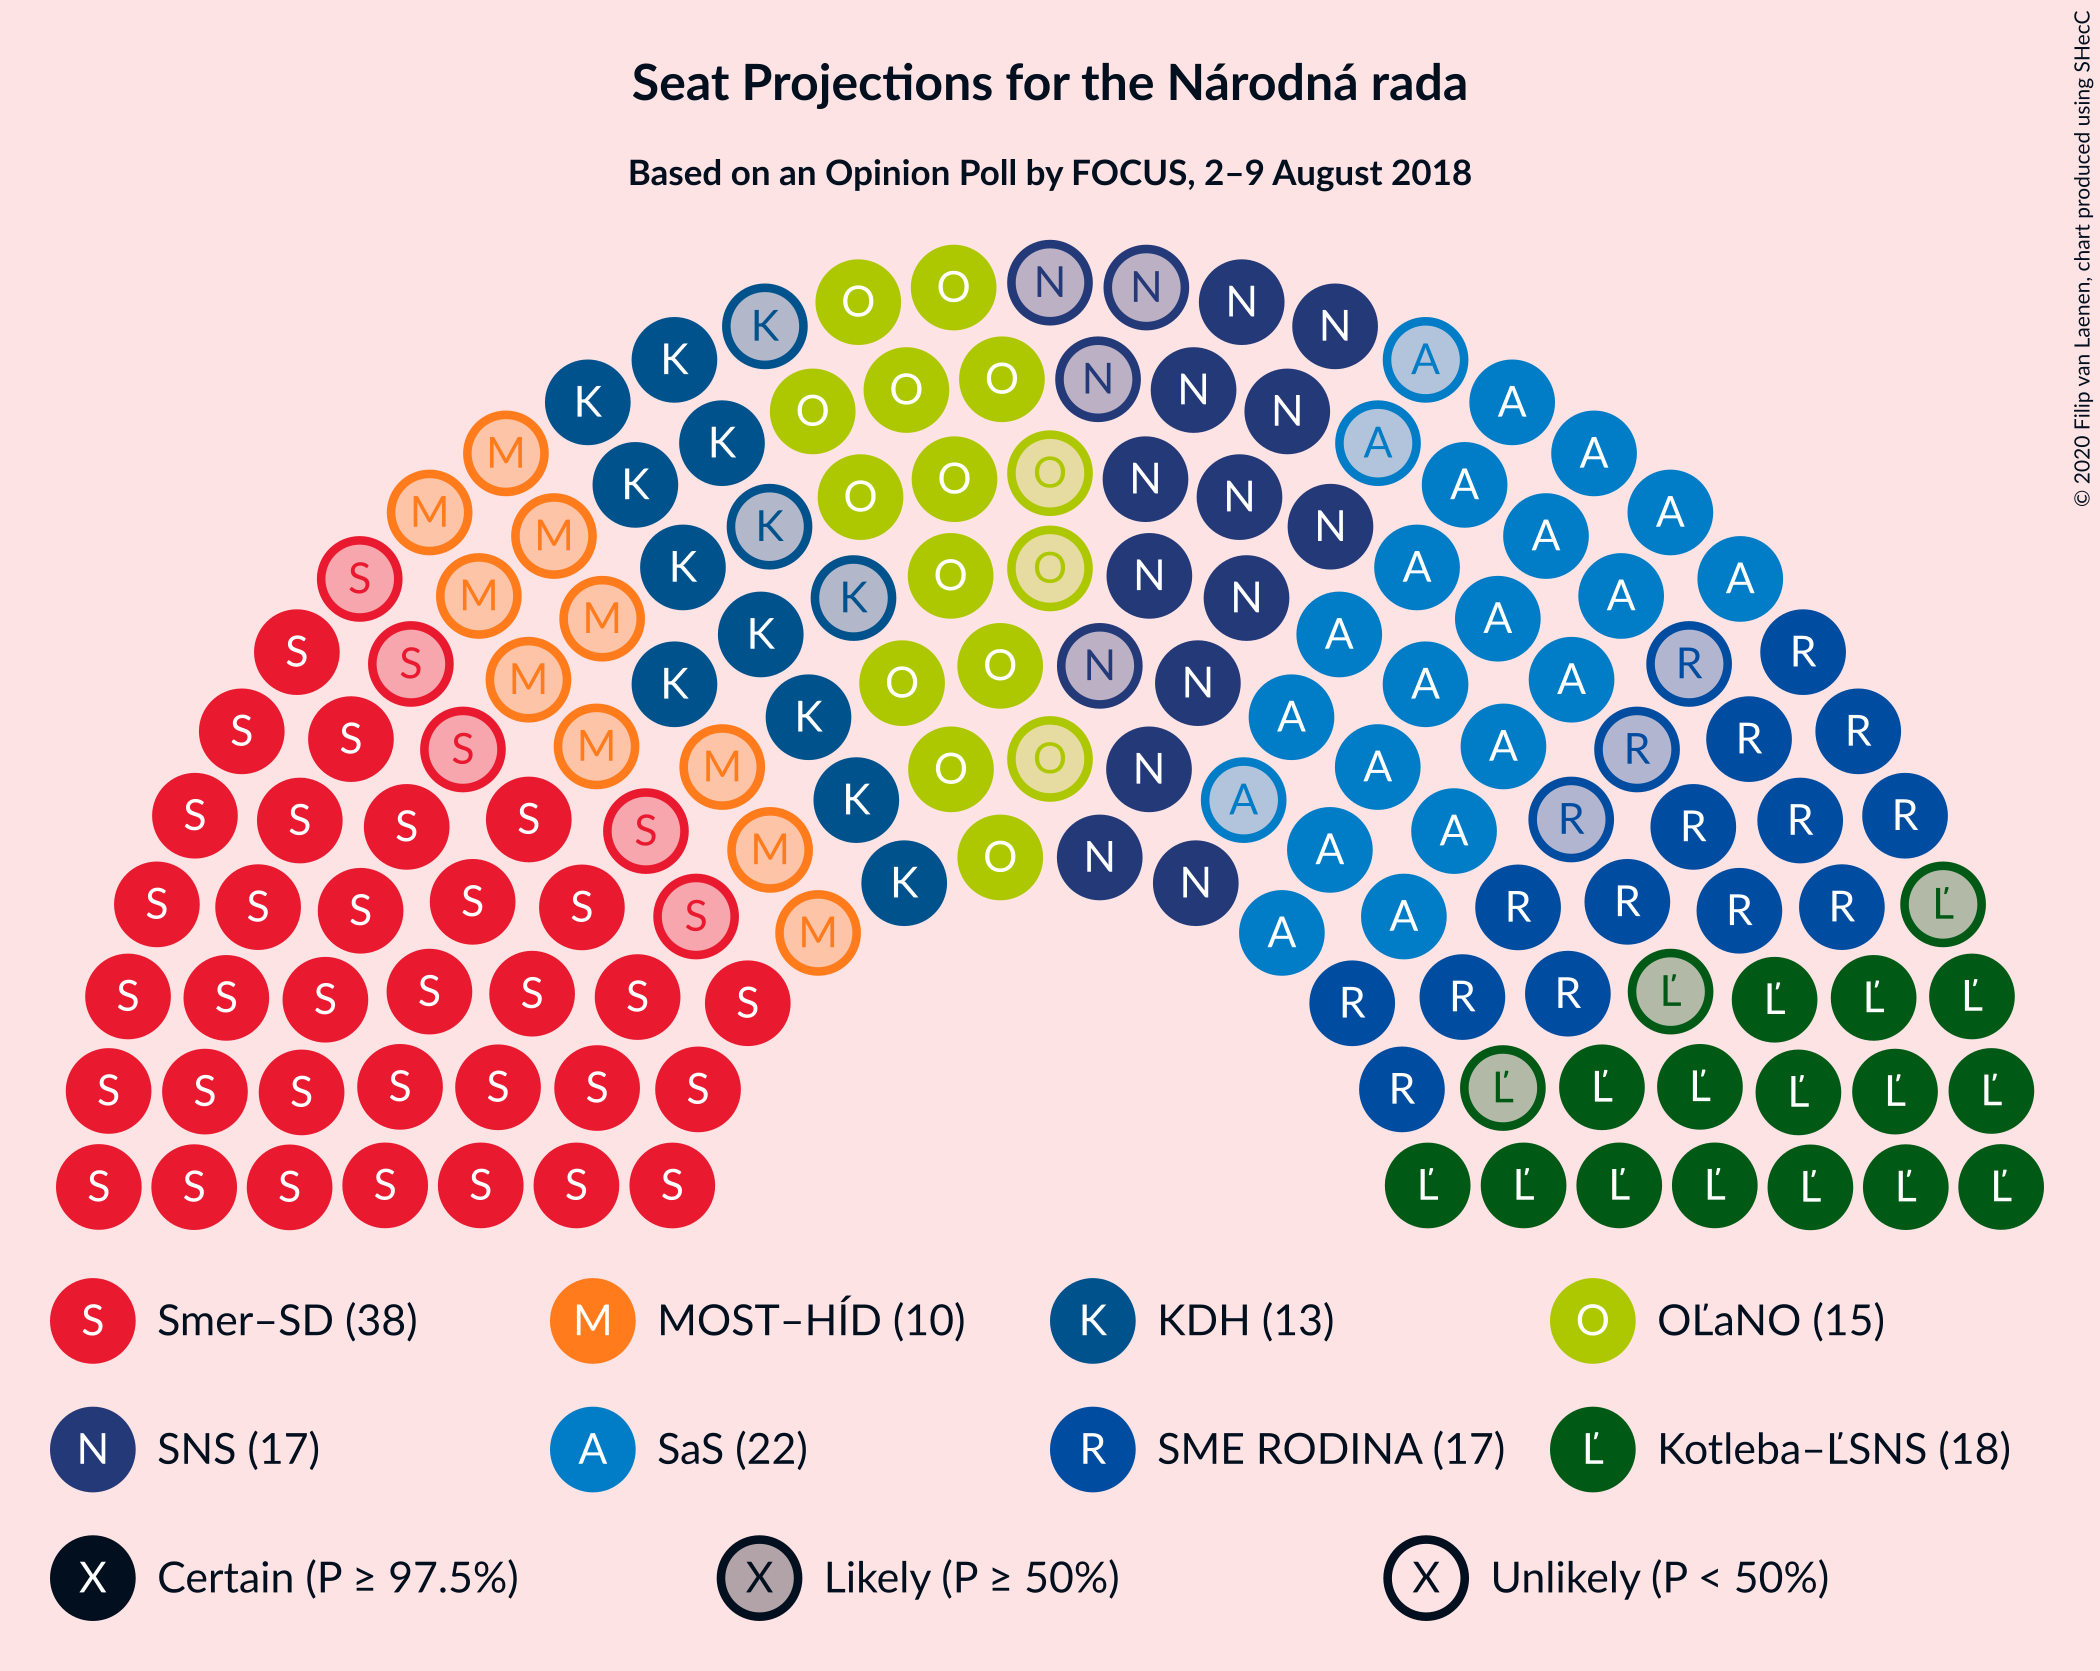 Seat Projections for the Národná rada
Based on an Opinion Poll by FOCUS, 2–9 August 2018
© 2020 Filip van Laenen, chart produced using SHecC
O O N N N N
K O O O N N N A A
K K O O O N N N A A A
K K K O O N N A A A A
M K K K O O N N A A A A
M M K K O O N A A A A A
S M M K K O N N A A A R R
S S M M K A A A R R R
S S S M M A A R R R R
S S S S S M A A R R R R Ľ
S S S S S S R R R Ľ Ľ Ľ Ľ
S S S S S S S R Ľ Ľ Ľ Ľ Ľ Ľ
S S S S S S S Ľ Ľ Ľ Ľ Ľ Ľ Ľ
S Smer–SD (38) M MOST–HÍD (10) K KDH (13) O OĽaNO (15)
N SNS (17) A SaS (22) R SME RODINA (17) Ľ Kotleba–ĽSNS (18)
X Certain (P ≥ 97.5%) X Likely (P ≥ 50%) X Unlikely (P < 50%)